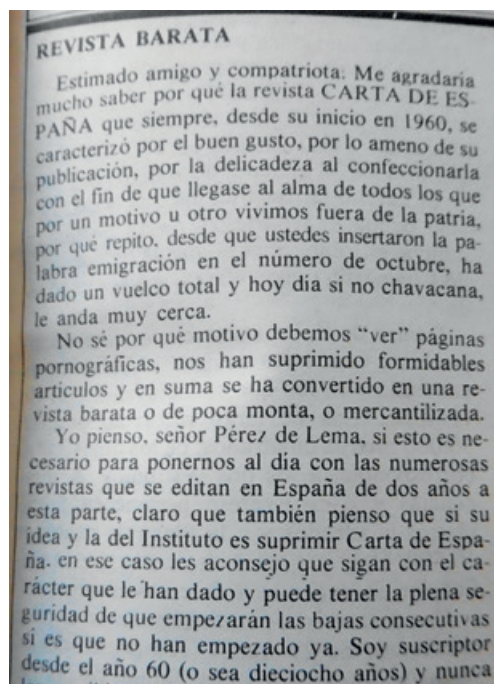 REVISTA BARATA
Estimado amigo y compatriota: Me agradaría
mucho saber por qué la revista CARTA DE ES-
PAÑA que siempre, desde su inicio en 1960, se
caracterizó por el buen gusto, por lo ameno de su
publicación, por la delicadeza al confeccionarla
con el fin de que llegase al alma de todos los que
por un motivo u otro vivimos fuera de la patria,
por qué repito, desde que ustedes insertaron la pa-
labra emigración en el número de octubre, ha
dado un vuelco total y hoy día si no chavacana,
le anda muy cerca.
No sé por qué motivo debemos "ver" páginas
pornográficas, nos han suprimido formidables
artículos y en suma se ha convertido en una re-
vista barata o de poca monta, o mercantilizada.
Yo pienso, señor Pérez de Lema, si esto es ne-
cesario para ponernos al día con las numerosas
revistas que se editan en España de dos años a
esta parte, claro que también pienso que si su
idea y la del Instituto es suprimir Carta de Espa-
ña, en ese caso les aconsejo que sigan con el ca-
rácter que le han dado y puede tener la plena se-
guridad de que empezarán las bajas consecutivas
si es que no han empezado ya. Soy suscriptor
desde el año 60 (o sea dieciocho años) y nunca